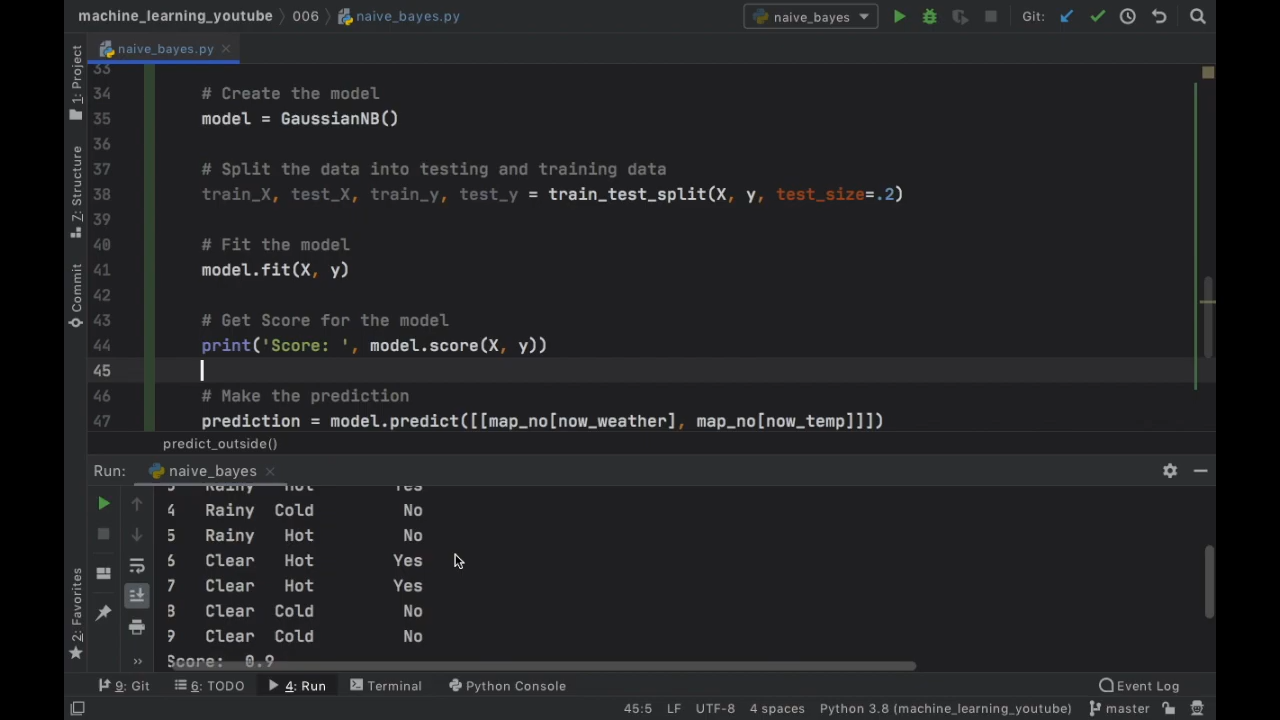 machine_learning_youtube 006 naive_bayes.py naive_bayes Git:
naive_bayes.py
33
34 # Create the model
35 model = GaussianNB()
36
37 # Split the data into testing and training data
38 train_X, test_X, train_y, test_y = train_test_split(X, y, test_size=.2)
39
40 # Fit the model
41 model.fit(X, y)
42
43 # Get Score for the model
44 print('Score: ', model.score(X, y))
45
46 # Make the prediction
47 prediction = model.predict([[map_no[now_weather], map_no[now_temp]]])
predict_outside()
1: Project
7: Structure
Commit
2: Favorites
Run: naive_bayes
3 Rainy Hot Yes
4 Rainy Cold No
5 Rainy Hot No
6 Clear Hot Yes
7 Clear Hot Yes
8 Clear Cold No
9 Clear Cold No
Score: 0.9
9: Git 6: TODO 4: Run Terminal Python Console Event Log
45:5 LF UTF-8 4 spaces Python 3.8 (machine_learning_youtube) master